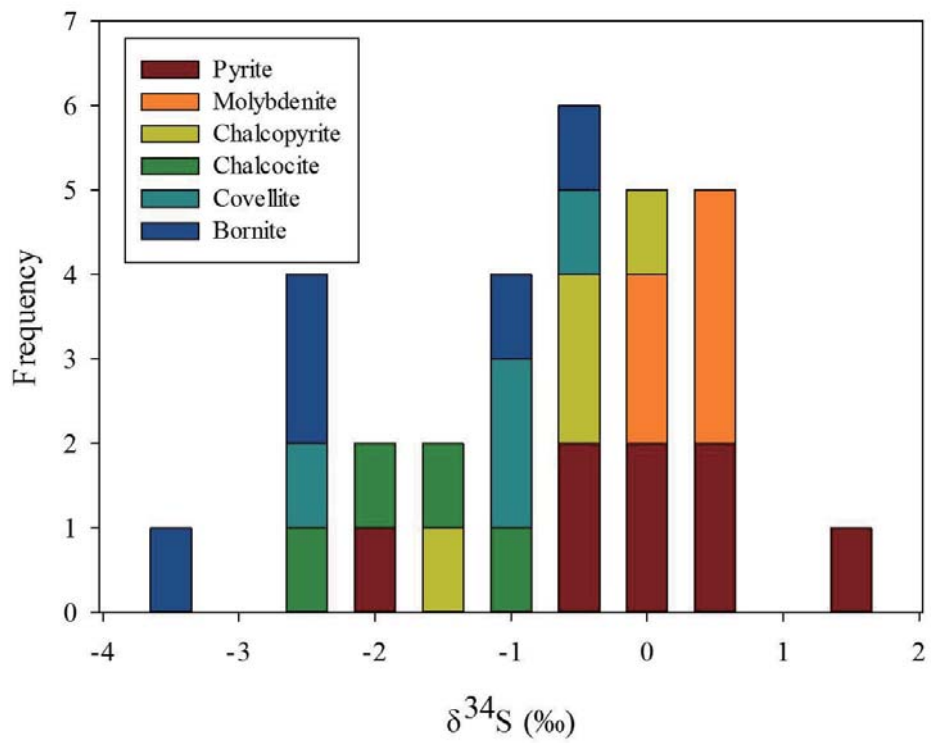 7
6
5
4
3
2
1
0
Frequency
Pyrite
Molybdenite
Chalcopyrite
Chalcocite
Covellite
Bornite
-4 -3 -2 -1 0 1 2
δ³⁴S (‰)